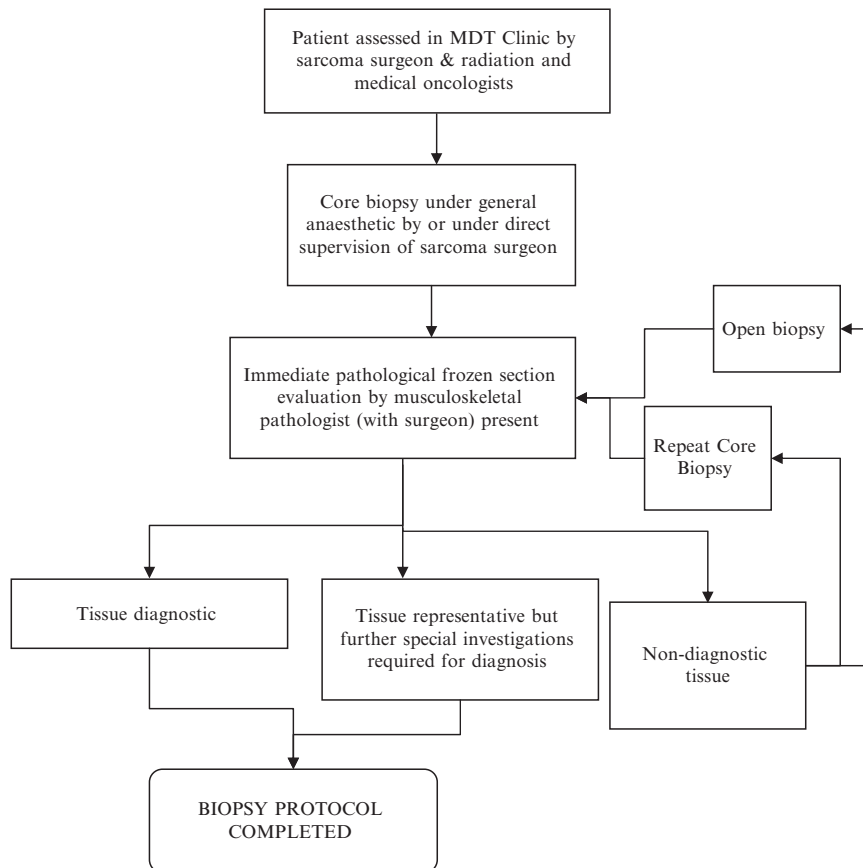 Patient assessed in MDT Clinic by
sarcoma surgeon & radiation and
medical oncologists
Core biopsy under general
anaesthetic by or under direct
supervision of sarcoma surgeon
Open biopsy
Immediate pathological frozen section
evaluation by musculoskeletal
pathologist (with surgeon) present
Repeat Core
Biopsy
Tissue diagnostic
Tissue representative but
further special investigations
required for diagnosis
Non-diagnostic
tissue
BIOPSY PROTOCOL
COMPLETED